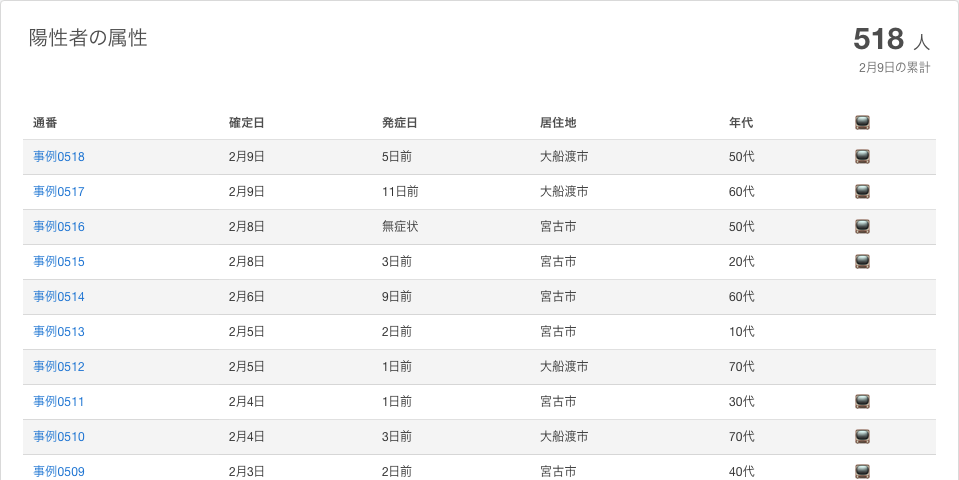 陽性者の属性
518 人
2月9日の累計
通番 確定日 発症日 居住地 年代
事例0518 2月9日 5日前 大船渡市 50代
事例0517 2月9日 11日前 大船渡市 60代
事例0516 2月8日 無症状 宮古市 50代
事例0515 2月8日 3日前 宮古市 20代
事例0514 2月6日 9日前 宮古市 60代
事例0513 2月5日 2日前 宮古市 10代
事例0512 2月5日 1日前 大船渡市 70代
事例0511 2月4日 1日前 宮古市 30代
事例0510 2月4日 3日前 大船渡市 70代
事例0509 2月3日 2日前 宮古市 40代